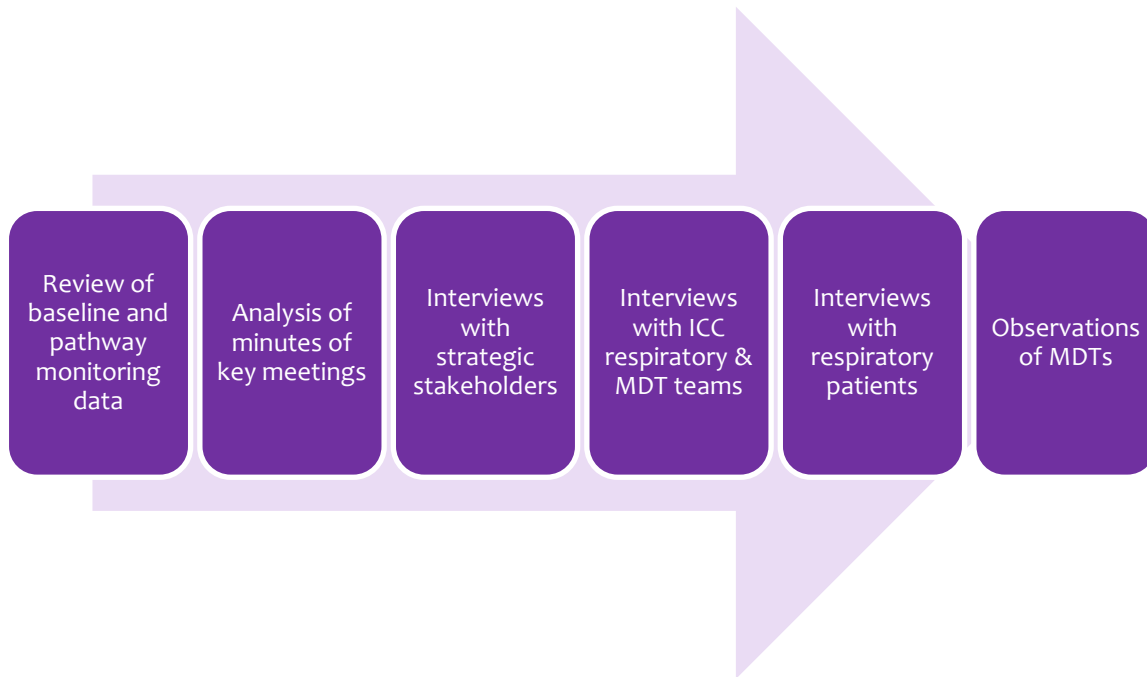 Review of
baseline and
pathway
monitoring
data
Analysis of
minutes of
key meetings
Interviews
with
strategic
stakeholders
Interviews
with ICC
respiratory &
MDT teams
Interviews
with
respiratory
patients
Observations
of MDTs